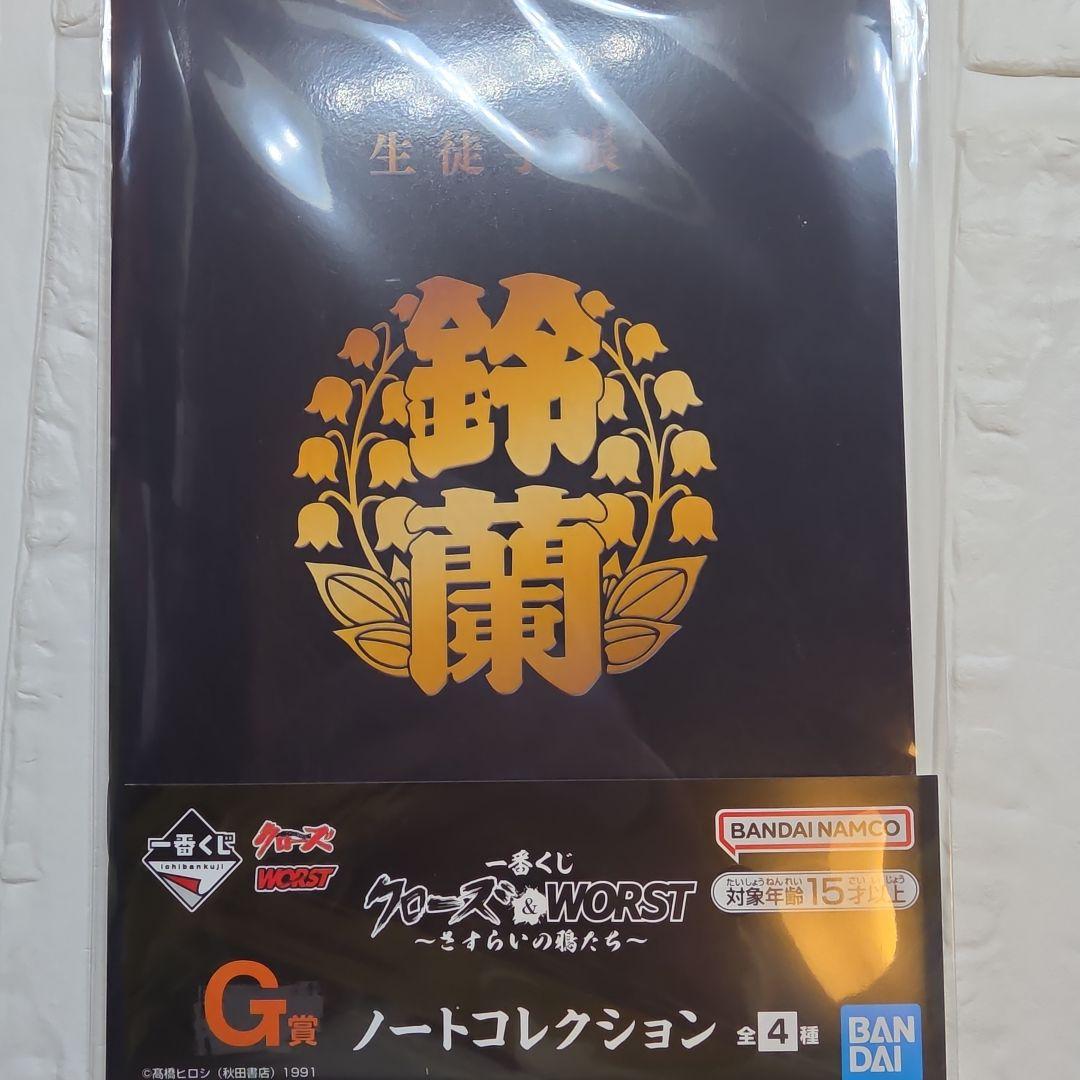 生徒手帳
鈴
蘭
一番くじ
ichibankuji
クローズ
WORST
BANDAI NAMCO
一番くじ
クローズ&WORST
〜さすらいの鴉たち〜
たいしょうねんれい さい いじょう
対象年齢15才以上
G賞
ノートコレクション
全4種
BAN
DAI
©髙橋ヒロシ（秋田書店）1991